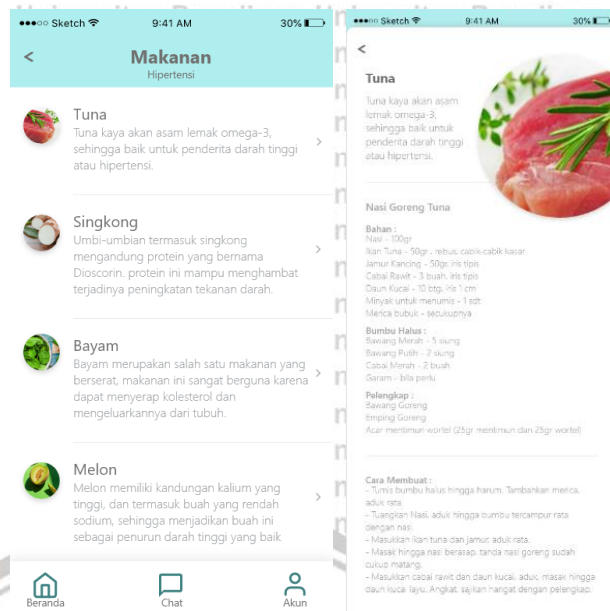 Sketch 9:41 AM 30%
<
Makanan
Hipertensi
Tuna
Tuna kaya akan asam lemak omega-3,
sehingga baik untuk penderita darah tinggi
atau hipertensi.
Singkong
Umbi-umbian termasuk singkong
mengandung protein yang bernama
Dioscorin. protein ini mampu menghambat
terjadinya peningkatan tekanan darah.
Bayam
Bayam merupakan salah satu makanan yang
berserat, makanan ini sangat berguna karena
dapat menyerap kolesterol dan
mengeluarkannya dari tubuh.
Melon
Melon memiliki kandungan kalium yang
tinggi, dan termasuk buah yang rendah
sodium, sehingga menjadikan buah ini
sebagai penurun darah tinggi yang baik
Beranda Chat Akun
Sketch 9:41 AM 30%
<
Tuna
Tuna kaya akan asam
lemak omega-3,
sehingga baik untuk
penderita darah tinggi
atau hipertensi.
Nasi Goreng Tuna
Bahan :
Nasi - 100gr
Ikan Tuna - 50gr , rebus, cabik-cabik kasar
Jamur Kancing - 50gr, iris tipis
Cabai Rawit - 3 buah, iris tipis
Daun Kucai - 10 btg, iris 1 cm
Minyak untuk menumis - 1 sdt
Merica bubuk - secukupnya
Bumbu Halus :
Bawang Merah - 5 siung
Bawang Putih - 2 siung
Cabai Merah - 2 buah
Garam - bila perlu
Pelengkap :
Bawang Goreng
Emping Goreng
Acar mentimun wortel (25gr mentimun dan 25gr wortel)
Cara Membuat :
- Tumis bumbu halus hingga harum. Tambahkan merica,
aduk rata
- Tuangkan Nasi, aduk hingga bumbu tercampur rata
dengan nasi.
- Masukkan ikan tuna dan jamur, aduk rata.
- Masak hingga nasi berasap, tanda nasi goreng sudah
cukup matang.
- Masukkan cabai rawit dan daun kucai, aduk, masak hingga
daun kucai layu. Angkat, sajikan hangat dengan pelengkap.